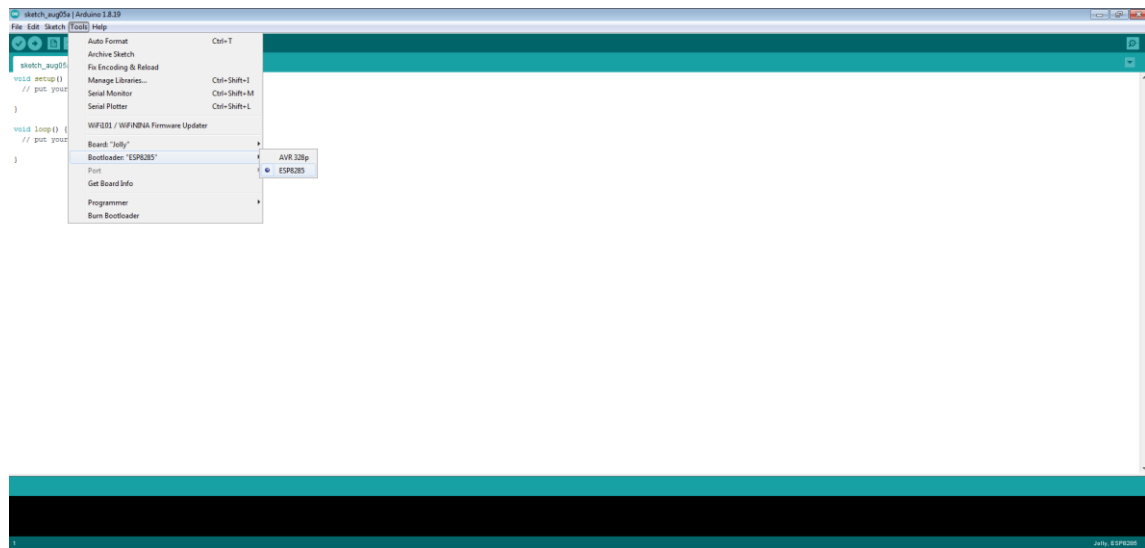 sketch_aug05a | Arduino 1.8.19
File Edit Sketch Tools Help
sketch_aug05
Auto Format Ctrl+T
Archive Sketch
Fix Encoding & Reload
Manage Libraries... Ctrl+Shift+I
Serial Monitor Ctrl+Shift+M
Serial Plotter Ctrl+Shift+L
WiFi101 / WiFiNINA Firmware Updater
Board: "Jolly"
Bootloader: "ESP8285"
Port
Get Board Info
Programmer
Burn Bootloader
AVR 328p
ESP8285
void setup()
// put your
}
void loop() {
// put your
}
1
Jolly, ESP8285